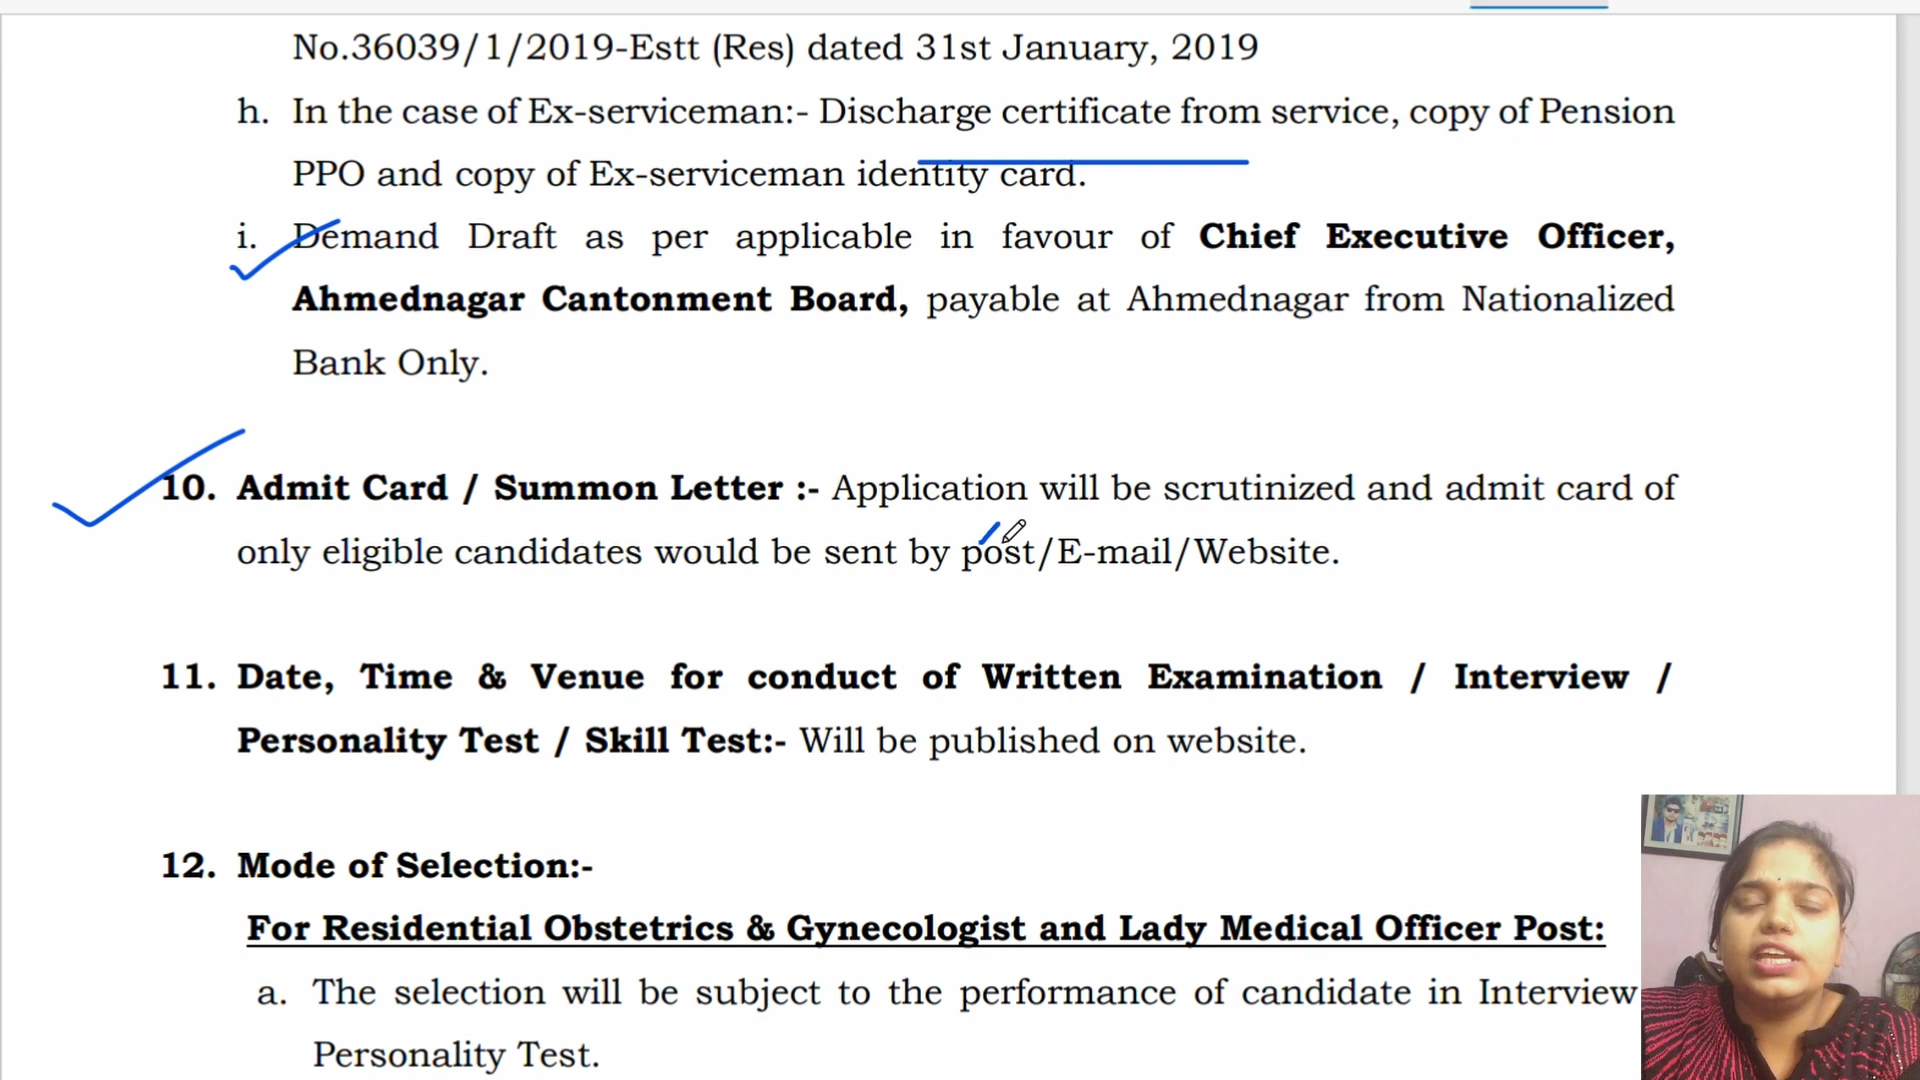 No.36039/1/2019-Estt (Res) dated 31st January, 2019
h. In the case of Ex-serviceman:- Discharge certificate from service, copy of Pension
PPO and copy of Ex-serviceman identity card.
i. Demand Draft as per applicable in favour of Chief Executive Officer,
Ahmednagar Cantonment Board, payable at Ahmednagar from Nationalized
Bank Only.
10. Admit Card / Summon Letter :- Application will be scrutinized and admit card of
only eligible candidates would be sent by post/E-mail/Website.
11. Date, Time & Venue for conduct of Written Examination / Interview /
Personality Test / Skill Test:- Will be published on website.
12. Mode of Selection:-
For Residential Obstetrics & Gynecologist and Lady Medical Officer Post:
a. The selection will be subject to the performance of candidate in Interview
Personality Test.